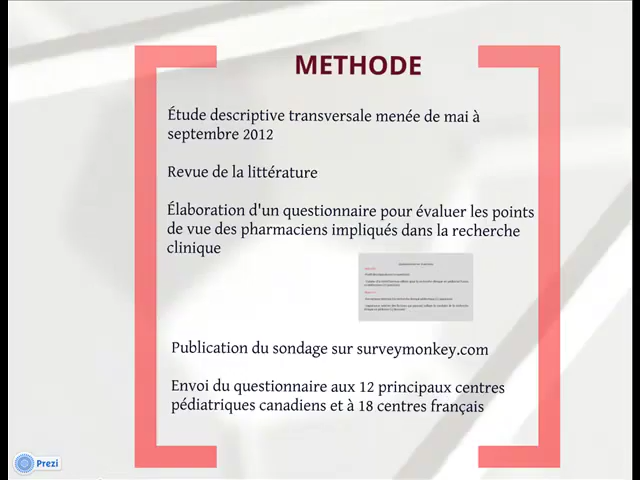 METHODE
Étude descriptive transversale menée de mai à
septembre 2012
Revue de la littérature
Élaboration d'un questionnaire pour évaluer les points
de vue des pharmaciens impliqués dans la recherche
clinique
Publication du sondage sur surveymonkey.com
Envoi du questionnaire aux 12 principaux centres
pédiatriques canadiens et à 18 centres français
Prezi